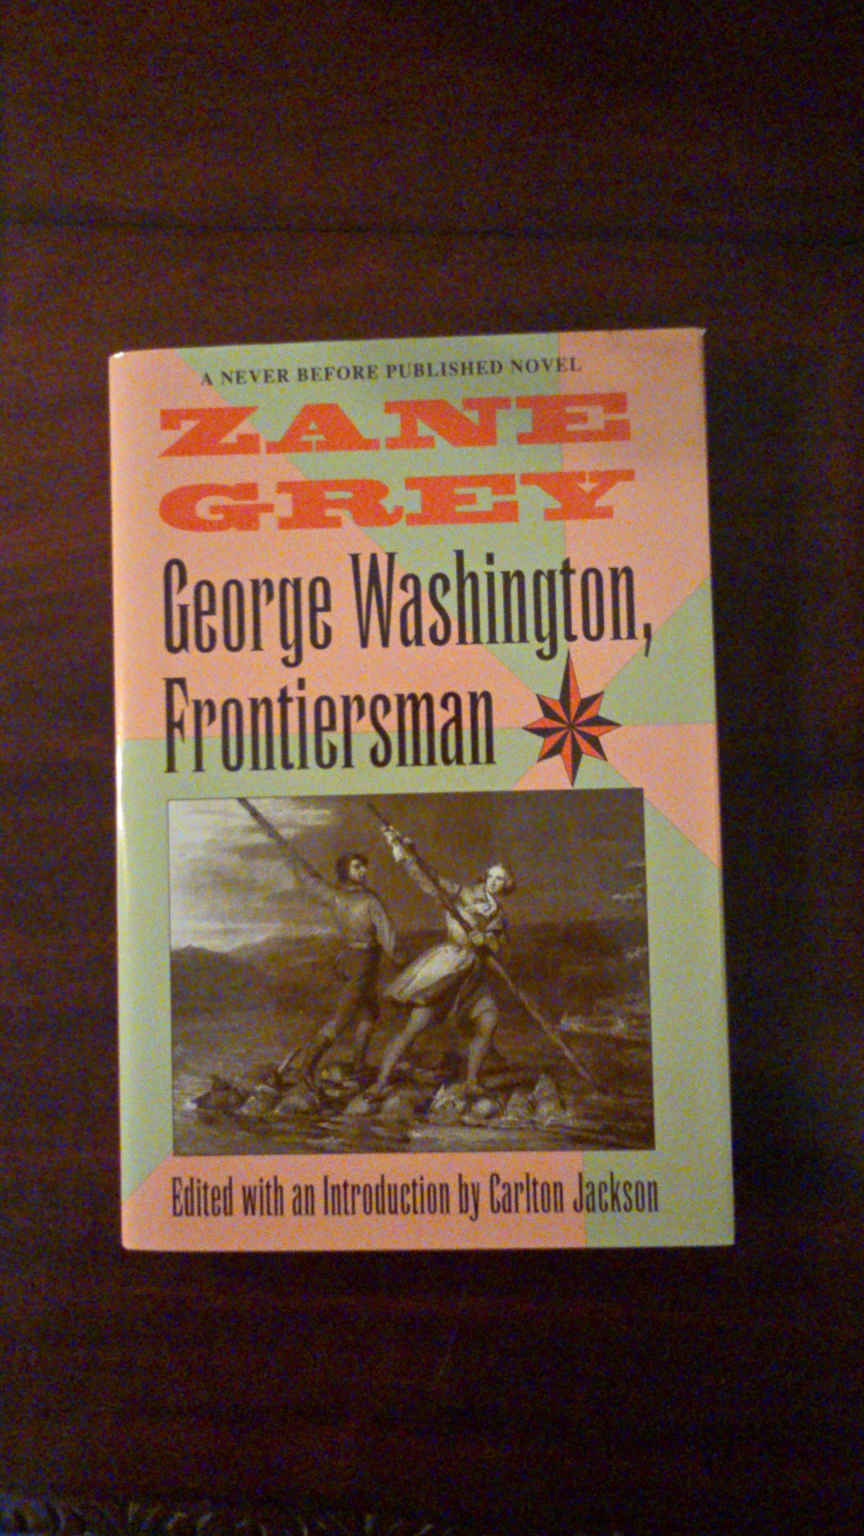 A NEVER BEFORE PUBLISHED NOVEL
ZANE
GREY
George Washington,
Frontiersman
Edited with an Introduction by Carlton Jackson